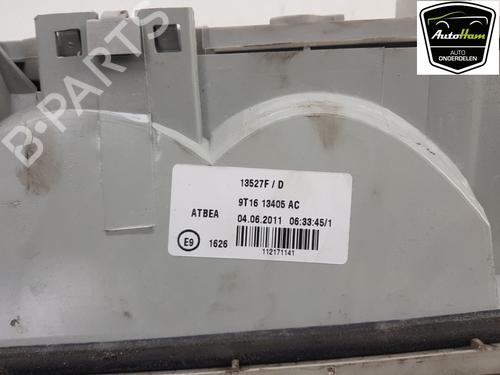 AutoHam
AUTO
ONDERDELEN
B-PARTS
13527F / D
9T16 13405 AC
ATBEA
04.06.2011 06:33:45/1
E9
1626
112171141